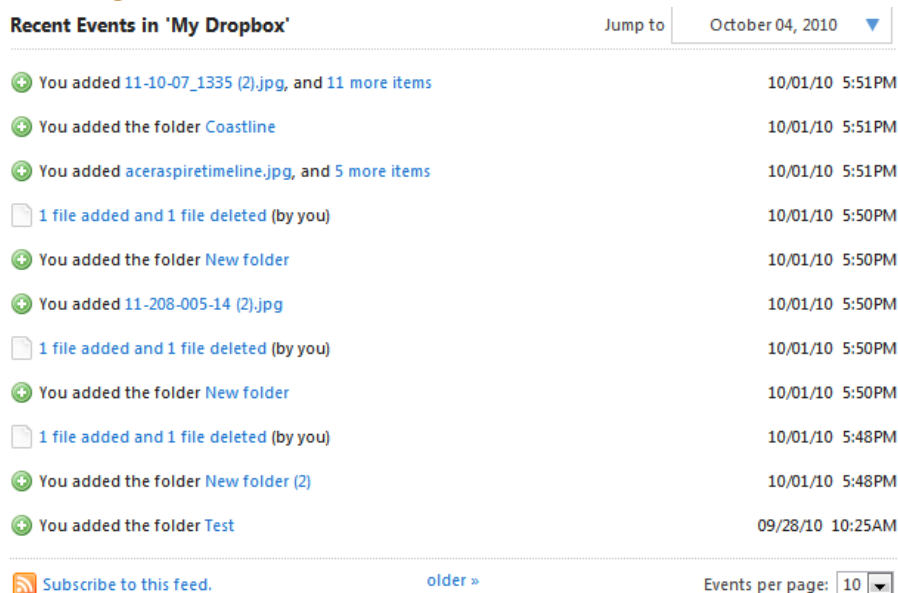 Recent Events in 'My Dropbox' Jump to October 04, 2010
You added 11-10-07_1335 (2).jpg, and 11 more items 10/01/10 5:51PM
You added the folder Coastline 10/01/10 5:51PM
You added aceraspiretimeline.jpg, and 5 more items 10/01/10 5:51PM
1 file added and 1 file deleted (by you) 10/01/10 5:50PM
You added the folder New folder 10/01/10 5:50PM
You added 11-208-005-14 (2).jpg 10/01/10 5:50PM
1 file added and 1 file deleted (by you) 10/01/10 5:50PM
You added the folder New folder 10/01/10 5:50PM
1 file added and 1 file deleted (by you) 10/01/10 5:48PM
You added the folder New folder (2) 10/01/10 5:48PM
You added the folder Test 09/28/10 10:25AM
Subscribe to this feed. older » Events per page: 10